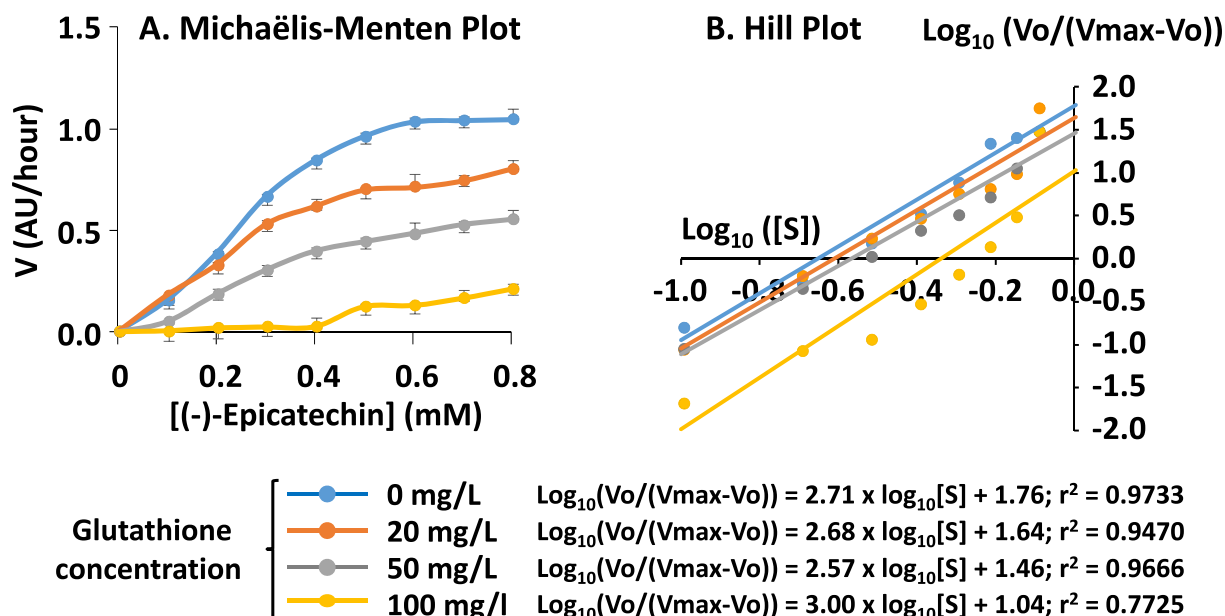 A. Michaëlis-Menten Plot
V (AU/hour)
1.5
1.0
0.5
0.0
0 0.2 0.4 0.6 0.8
[(-)-Epicatechin] (mM)
B. Hill Plot
Log10 (Vo/(Vmax-Vo))
2.0
1.5
1.0
0.5
0.0
-0.5
-1.0
-1.5
-2.0
Log10 ([S])
-1.0 -0.8 -0.6 -0.4 -0.2 0.0
Glutathione
concentration
0 mg/L Log10(Vo/(Vmax-Vo)) = 2.71 x log10[S] + 1.76; r² = 0.9733
20 mg/L Log10(Vo/(Vmax-Vo)) = 2.68 x log10[S] + 1.64; r² = 0.9470
50 mg/L Log10(Vo/(Vmax-Vo)) = 2.57 x log10[S] + 1.46; r² = 0.9666
100 mg/l Log10(Vo/(Vmax-Vo)) = 3.00 x log10[S] + 1.04; r² = 0.7725